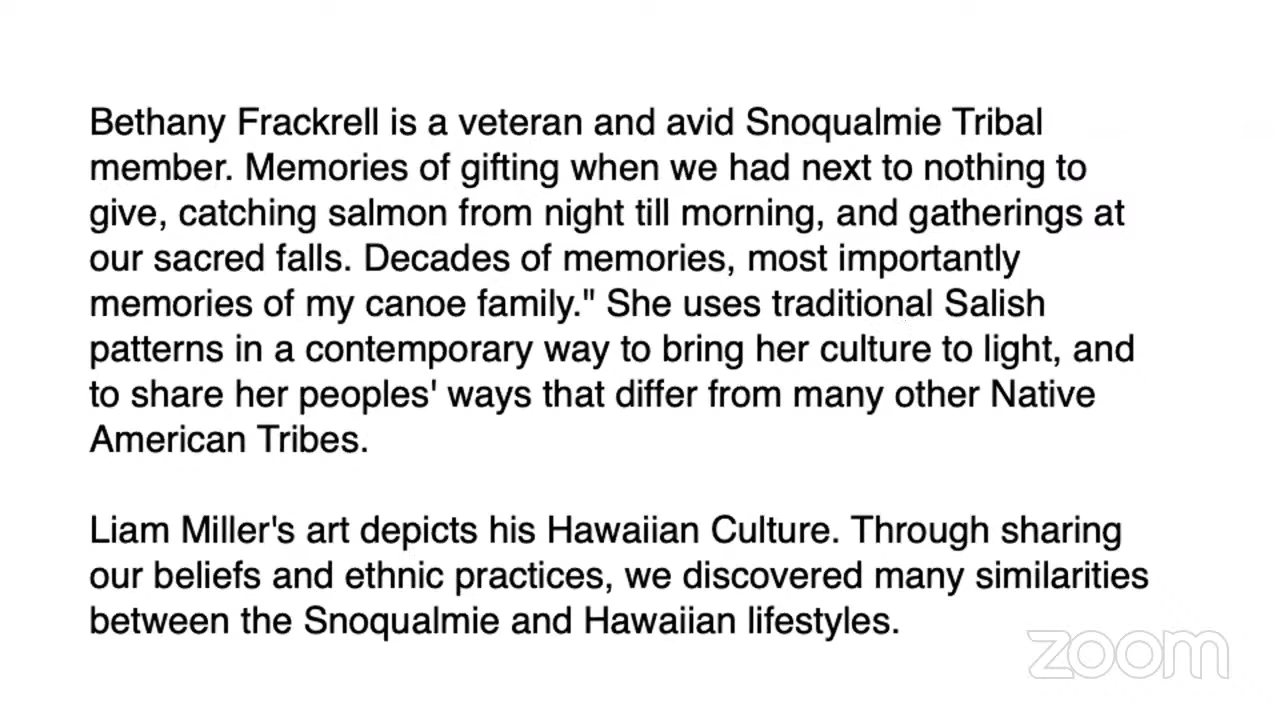 Bethany Frackrell is a veteran and avid Snoqualmie Tribal
member. Memories of gifting when we had next to nothing to
give, catching salmon from night till morning, and gatherings at
our sacred falls. Decades of memories, most importantly
memories of my canoe family." She uses traditional Salish
patterns in a contemporary way to bring her culture to light, and
to share her peoples' ways that differ from many other Native
American Tribes.
Liam Miller's art depicts his Hawaiian Culture. Through sharing
our beliefs and ethnic practices, we discovered many similarities
between the Snoqualmie and Hawaiian lifestyles.
zoom